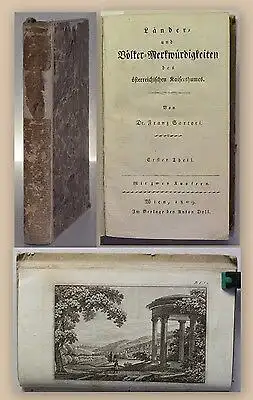 Länder-
und
Völker-Merkwürdigkeiten
des
österreichischen Kaiserthumes.
Von
Dr. Franz Sartori.
Erster Theil.
Mit zwey Kupfern.
Wien, 1809.
Im Verlage bey Anton Doll.